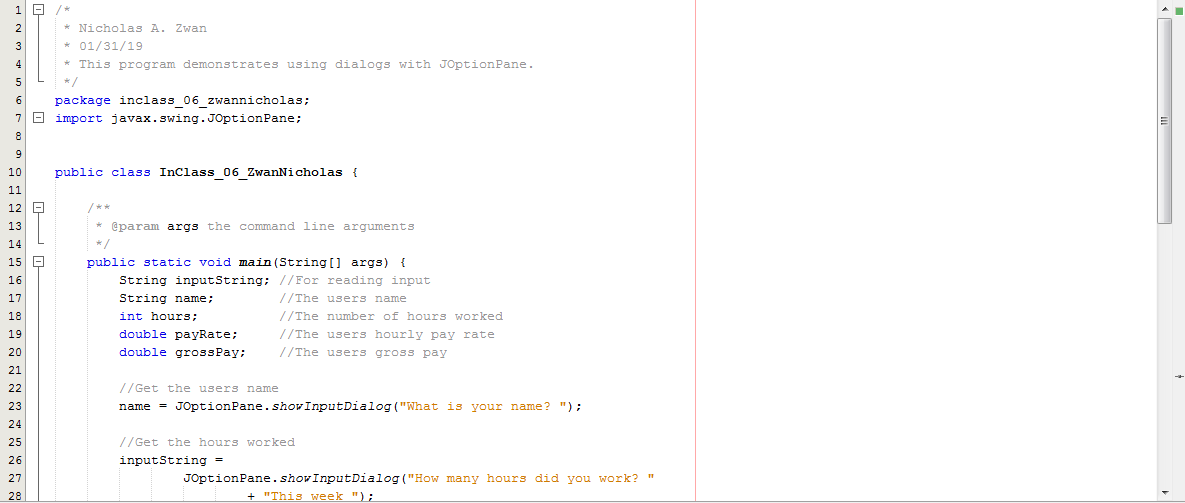 1 /*
2  * Nicholas A. Zwan
3  * 01/31/19
4  * This program demonstrates using dialogs with JOptionPane.
5  */
6 package inclass_06_zwannicholas;
7 import javax.swing.JOptionPane;
8
9
10 public class InClass_06_ZwanNicholas {
11
12     /**
13      * @param args the command line arguments
14      */
15     public static void main(String[] args) {
16         String inputString; //For reading input
17         String name;        //The users name
18         int hours;          //The number of hours worked
19         double payRate;     //The users hourly pay rate
20         double grossPay;    //The users gross pay
21
22         //Get the users name
23         name = JOptionPane.showInputDialog("What is your name? ");
24
25         //Get the hours worked
26         inputString =
27                 JOptionPane.showInputDialog("How many hours did you work? "
28                         + "This week ");